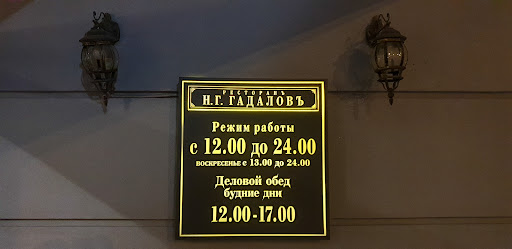 РЕСТОРАНЪ
Н.Г. ГАДАЛОВЪ
Режим работы
с 12.00 до 24.00
ВОСКРЕСЕНЬЕ с 13.00 до 24.00
Деловой обед
будние дни
12.00-17.00